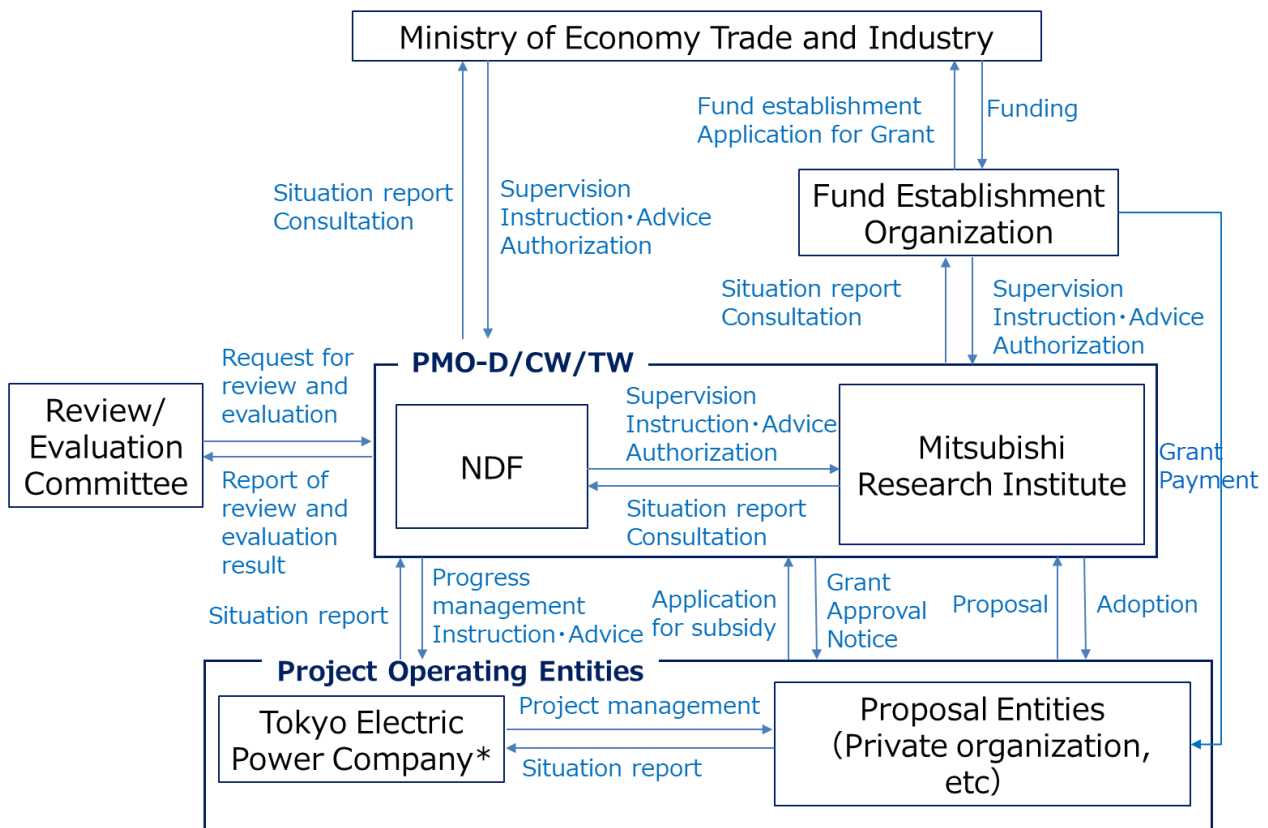 Ministry of Economy Trade and Industry
Fund establishment
Application for Grant
Funding
Situation report
Consultation
Supervision
Instruction・Advice
Authorization
Fund Establishment
Organization
Situation report
Consultation
Supervision
Instruction・Advice
Authorization
PMO-D/CW/TW
Request for
review and
evaluation
Review/
Evaluation
Committee
Report of
review and
evaluation
result
NDF
Supervision
Instruction・Advice
Authorization
Situation report
Consultation
Mitsubishi
Research Institute
Grant
Payment
Situation report
Progress
management
Instruction・Advice
Application
for subsidy
Grant
Approval
Notice
Proposal
Adoption
Project Operating Entities
Tokyo Electric
Power Company*
Project management
Situation report
Proposal Entities
（Private organization,
etc）